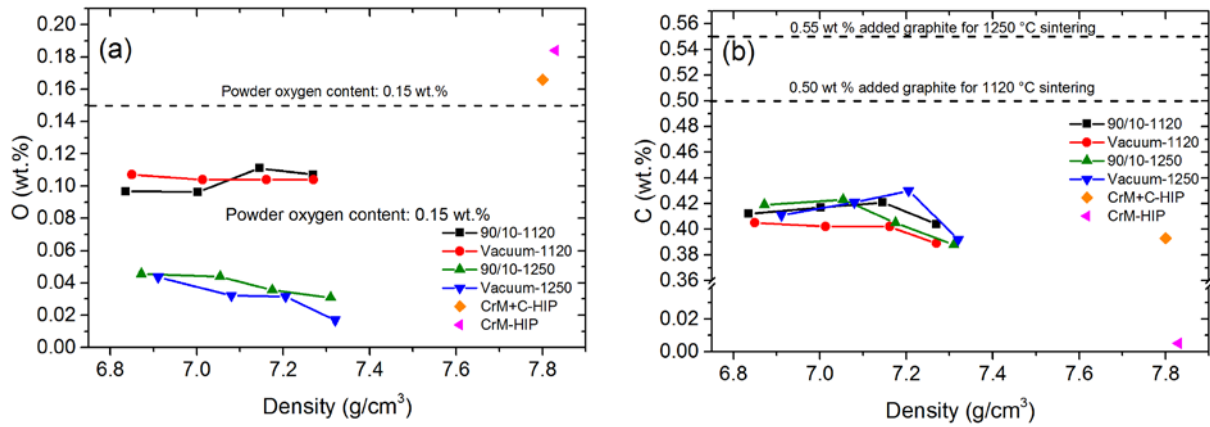 (a)
O (wt.%)
0.20
0.18
0.16
0.14
0.12
0.10
0.08
0.06
0.04
0.02
0.00
Powder oxygen content: 0.15 wt.%
Powder oxygen content: 0.15 wt.%
90/10-1120
Vacuum-1120
90/10-1250
Vacuum-1250
CrM+C-HIP
CrM-HIP
6.8 7.0 7.2 7.4 7.6 7.8
Density (g/cm³)
(b)
C (wt.%)
0.56
0.55
0.50
0.48
0.46
0.44
0.42
0.40
0.38
0.36
0.02
0.00
0.55 wt % added graphite for 1250 °C sintering
0.50 wt % added graphite for 1120 °C sintering
90/10-1120
Vacuum-1120
90/10-1250
Vacuum-1250
CrM+C-HIP
CrM-HIP
6.8 7.0 7.2 7.4 7.6 7.8
Density (g/cm³)